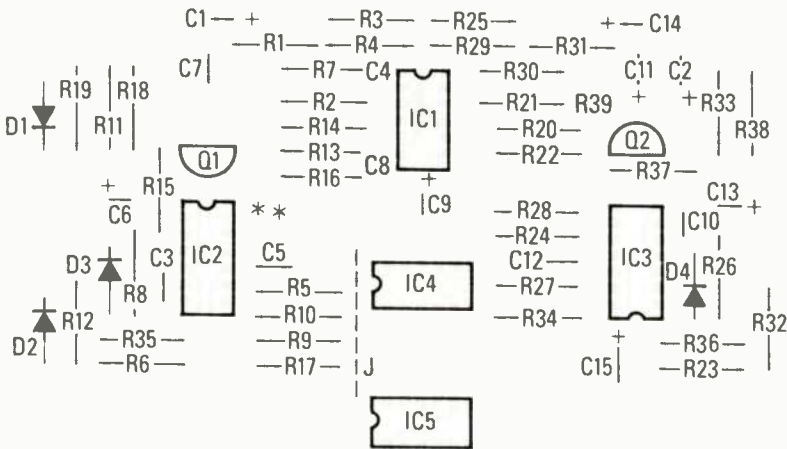 C1 + R3 R25 + C14
R1 R4 R29 R31
C7 R7 C4 R30 C11 C2
R19 R18 R2 IC1 R21 R39 + + R33
D1 R11 R14 R20 R38
Q1 R13 C8 R22 Q2
R15 R16 + R37
+ C6 ** C9 R28 C10 C13 +
IC2 R24 IC3
D3 C3 C5 C12 D4 R26
R8 R5 IC4 R27
R12 R10 R34 R32
D2 R35 R9 + R36
R6 R17 J C15 R23
IC5